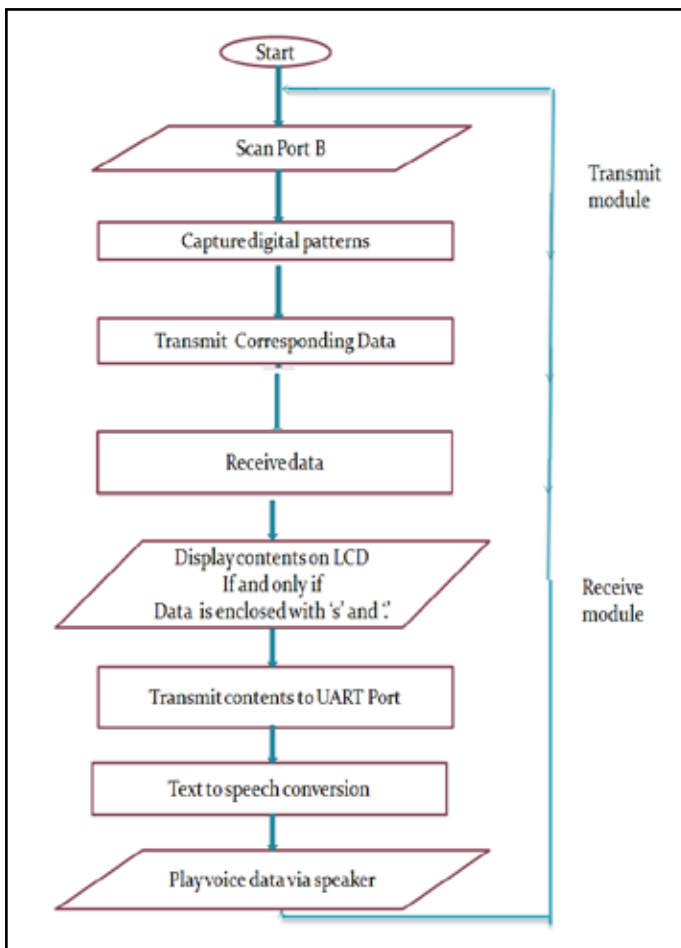 Start
Scan Port B
Capture digital patterns
Transmit Corresponding Data
Receive data
Display contents on LCD
If and only if
Data is enclosed with 's' and '.'
Transmit contents to UART Port
Text to speech conversion
Play voice data via speaker
Transmit
module
Receive
module